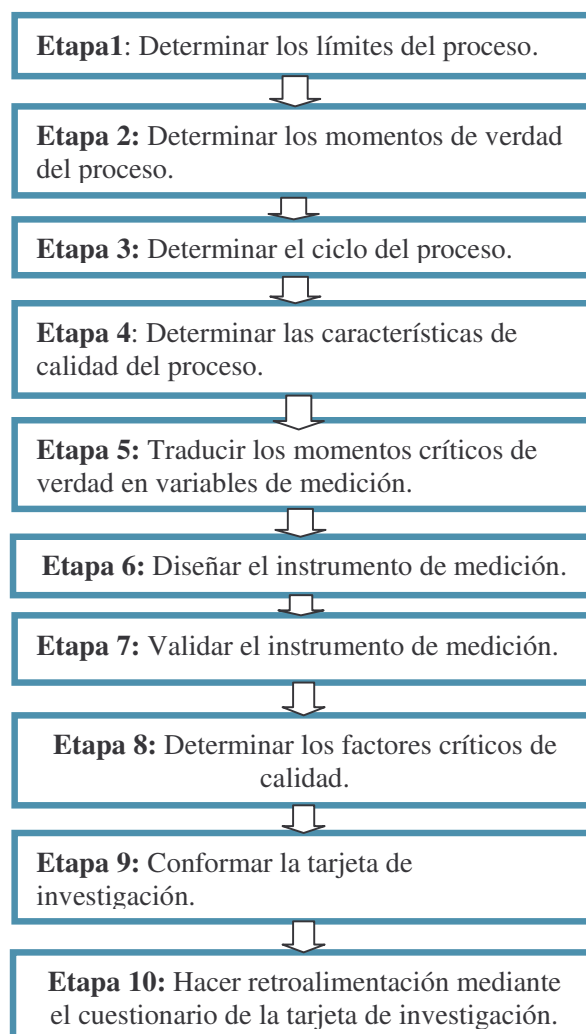 Etapa1: Determinar los límites del proceso.
Etapa 2: Determinar los momentos de verdad
del proceso.
Etapa 3: Determinar el ciclo del proceso.
Etapa 4: Determinar las características de
calidad del proceso.
Etapa 5: Traducir los momentos críticos de
verdad en variables de medición.
Etapa 6: Diseñar el instrumento de medición.
Etapa 7: Validar el instrumento de medición.
Etapa 8: Determinar los factores críticos de
calidad.
Etapa 9: Conformar la tarjeta de
investigación.
Etapa 10: Hacer retroalimentación mediante
el cuestionario de la tarjeta de investigación.